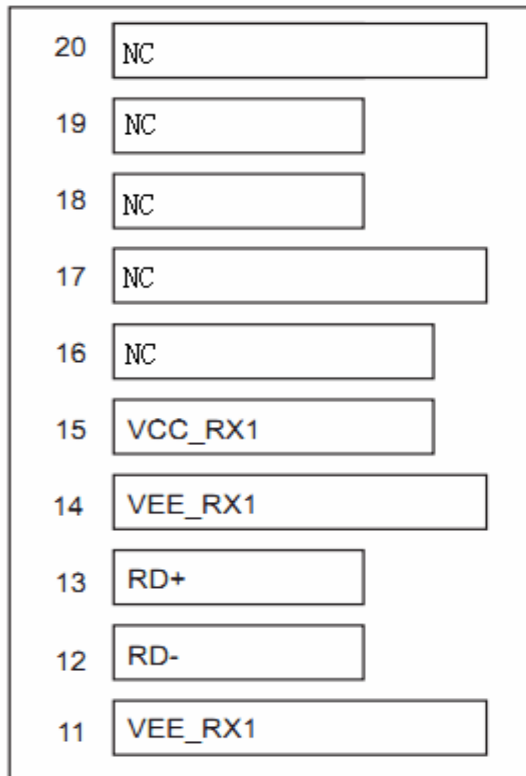 20 NC
19 NC
18 NC
17 NC
16 NC
15 VCC_RX1
14 VEE_RX1
13 RD+
12 RD-
11 VEE_RX1